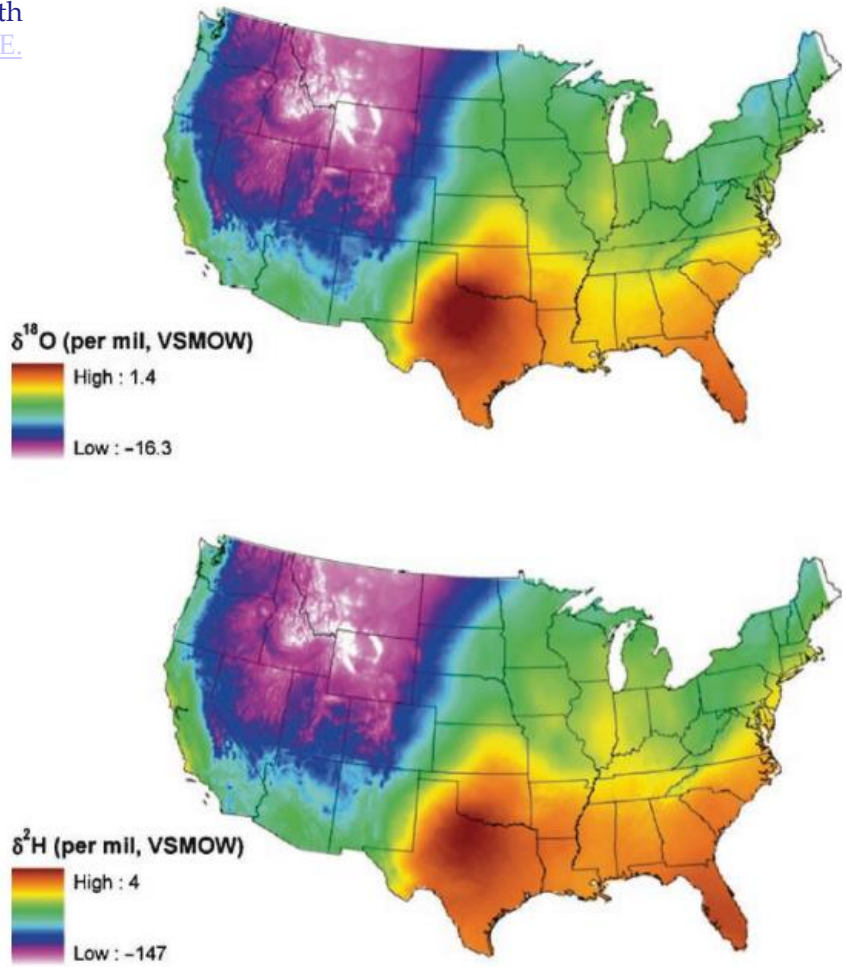 th
E.
δ¹⁸O (per mil, VSMOW)
High : 1.4
Low : −16.3
δ²H (per mil, VSMOW)
High : 4
Low : −147